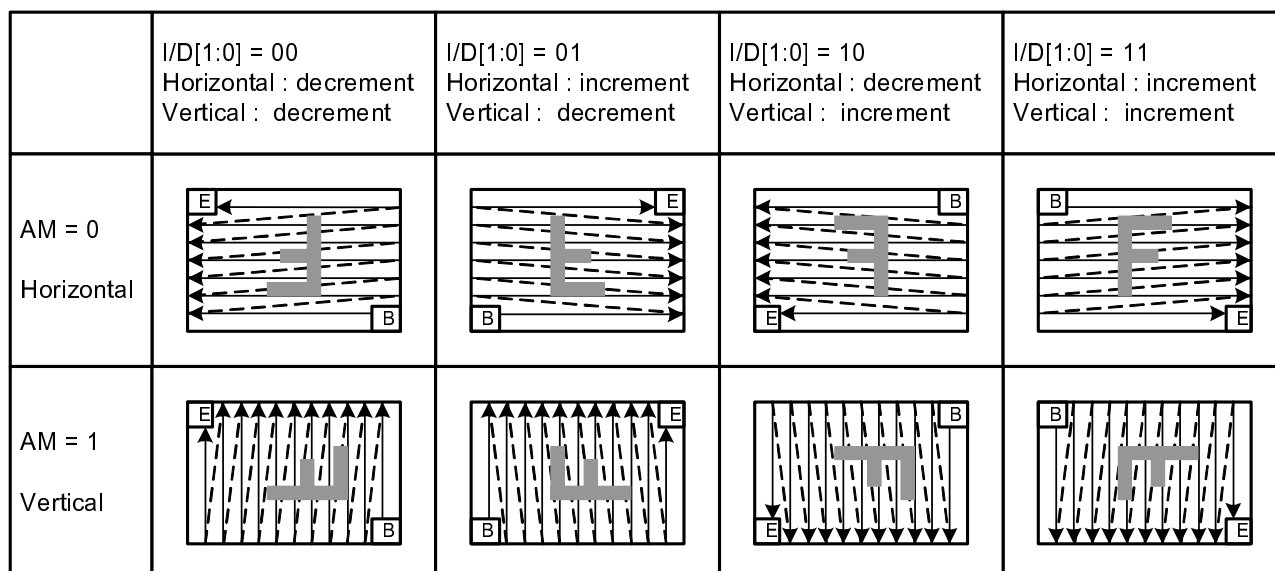 I/D[1:0] = 00
Horizontal : decrement
Vertical : decrement
I/D[1:0] = 01
Horizontal : increment
Vertical : decrement
I/D[1:0] = 10
Horizontal : decrement
Vertical : increment
I/D[1:0] = 11
Horizontal : increment
Vertical : increment
AM = 0
Horizontal
E
B
E
B
B
E
B
E
AM = 1
Vertical
E
B
E
B
B
E
B
E